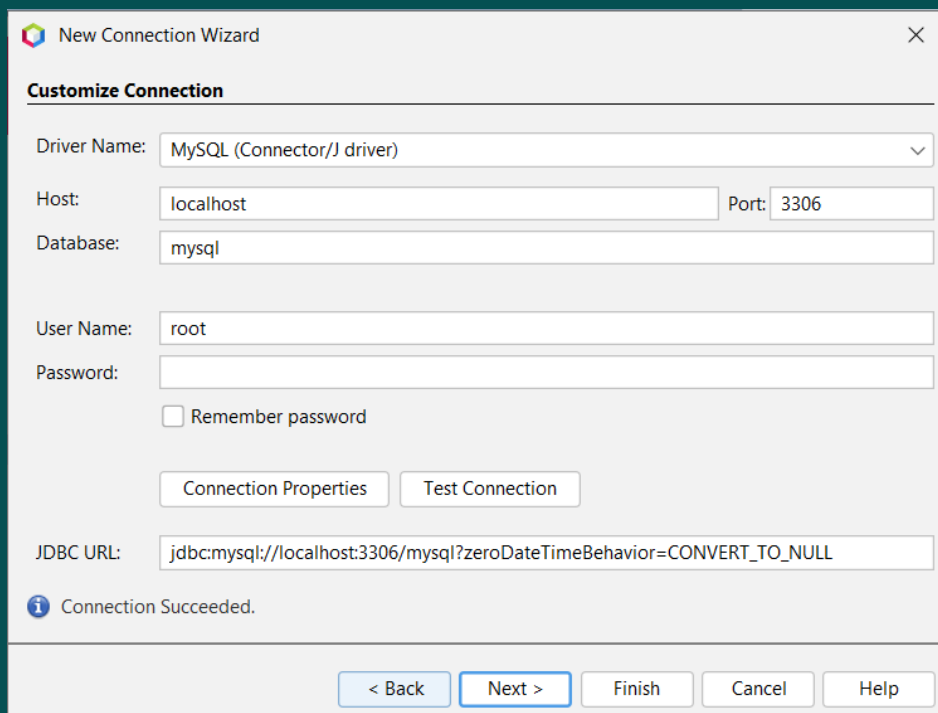 New Connection Wizard
Customize Connection
Driver Name: MySQL (Connector/J driver)
Host: localhost Port: 3306
Database: mysql
User Name: root
Password:
Remember password
Connection Properties Test Connection
JDBC URL: jdbc:mysql://localhost:3306/mysql?zeroDateTimeBehavior=CONVERT_TO_NULL
Connection Succeeded.
< Back Next > Finish Cancel Help